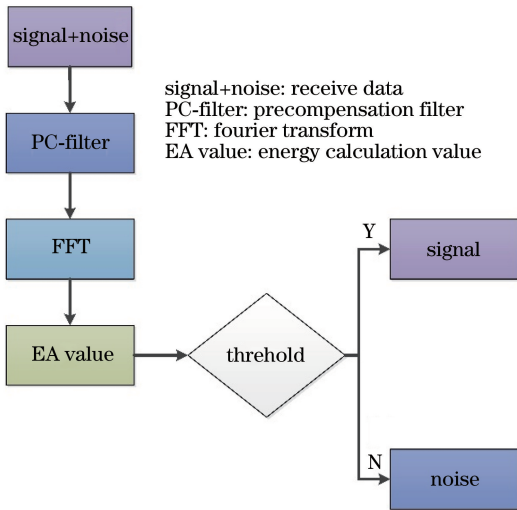 signal+noise
signal+noise: receive data
PC-filter: precompensation filter
FFT: fourier transform
EA value: energy calculation value
PC-filter
FFT
EA value
threhold
Y
signal
N
noise